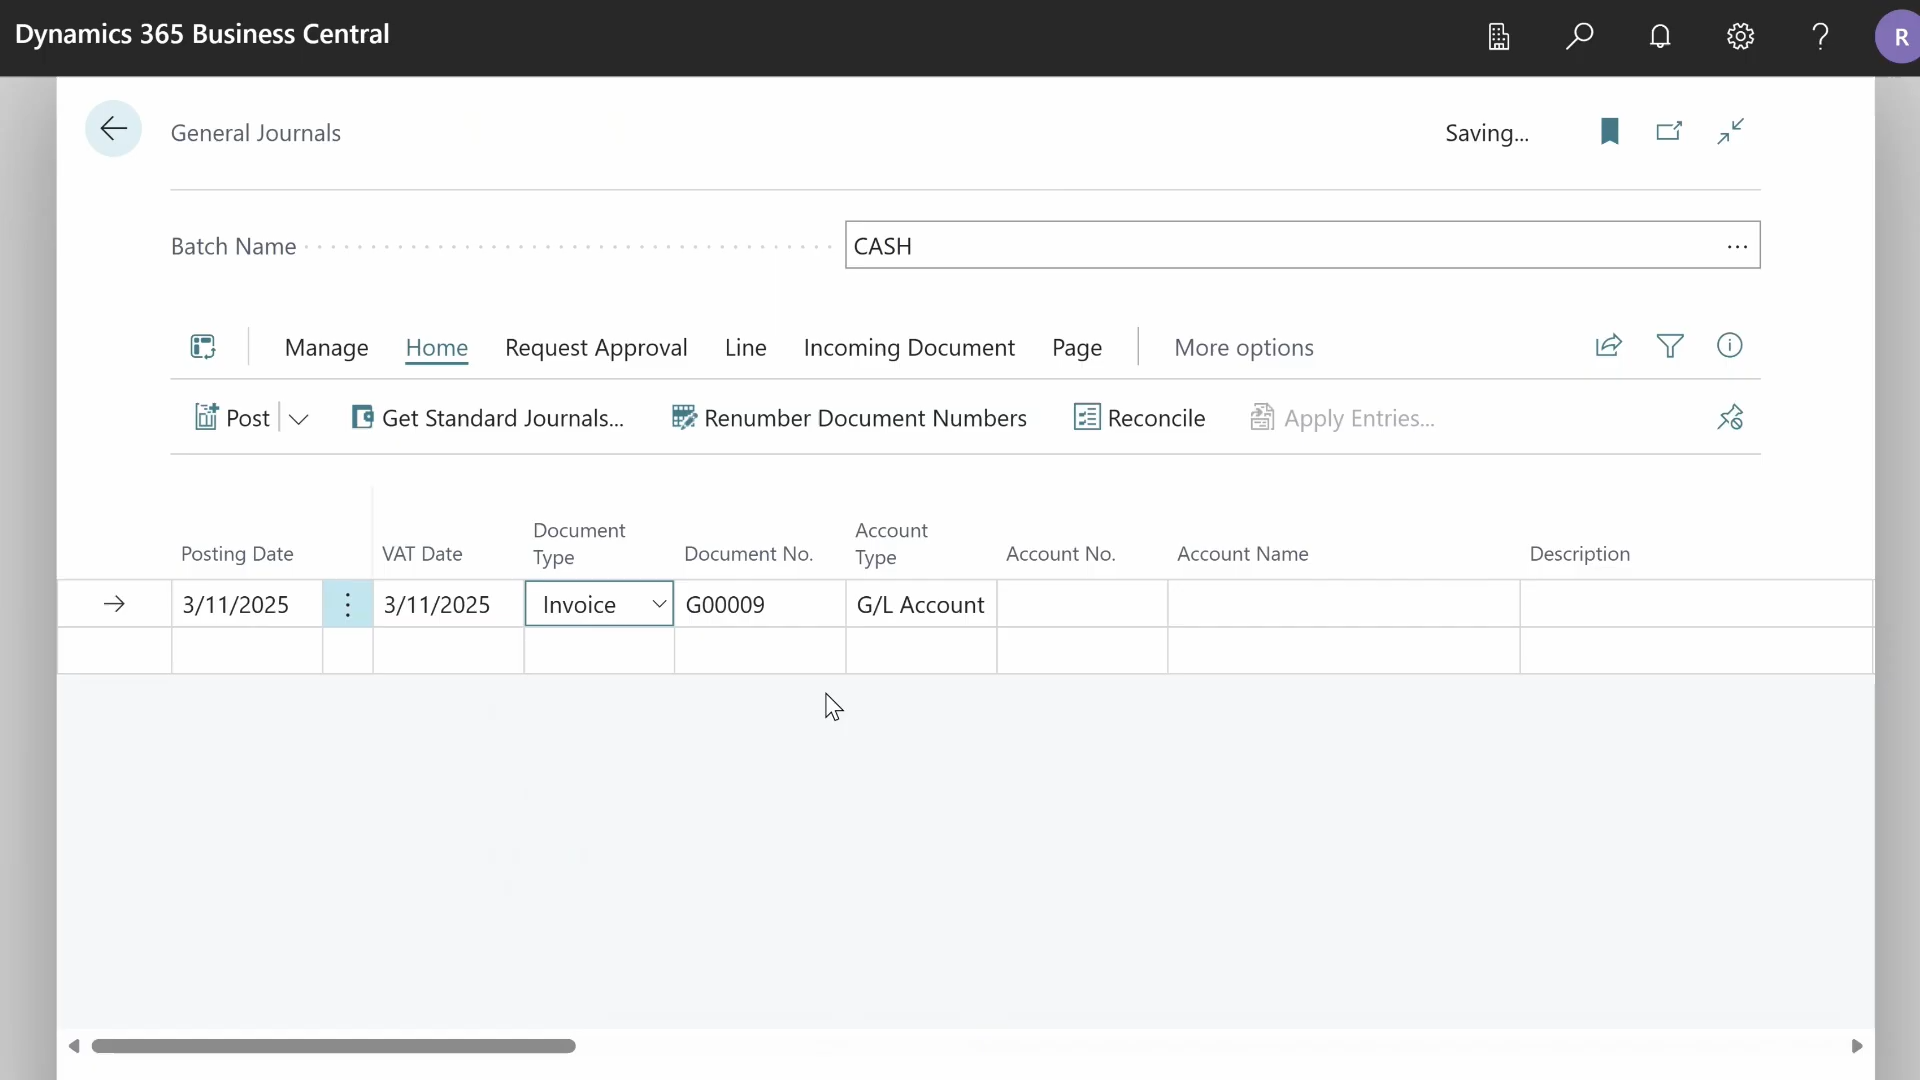 Dynamics 365 Business Central
R
General Journals
Saving...
Batch Name
CASH
Manage Home Request Approval Line Incoming Document Page More options
Post Get Standard Journals... Renumber Document Numbers Reconcile Apply Entries...
Posting Date VAT Date Document Type Document No. Account Type Account No. Account Name Description
3/11/2025 3/11/2025 Invoice G00009 G/L Account